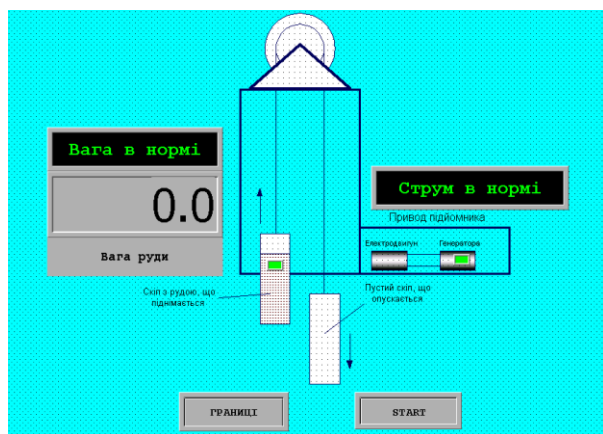 Вага в нормі
0.0
Вага руди
Струм в нормі
Привод підйомника
Електродвигун
Генератора
Скіп з рудою, що
піднімається
Пустий скіп, що
опускається
ГРАНИЦІ
START